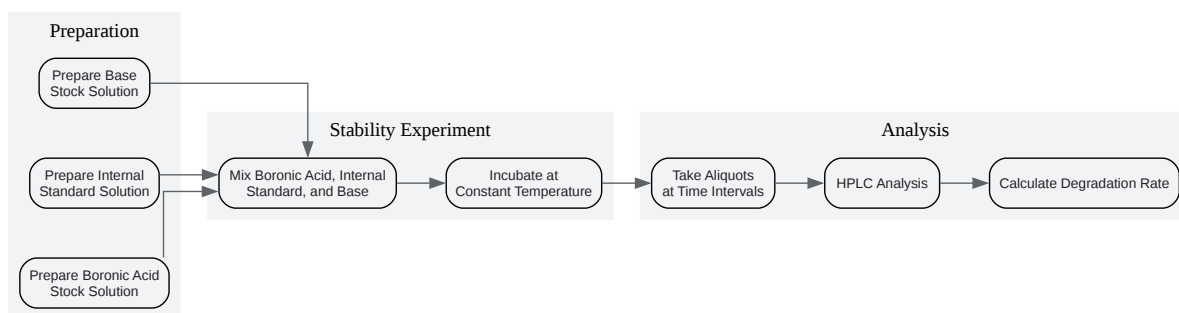 Preparation
Prepare Base
Stock Solution
Prepare Internal
Standard Solution
Prepare Boronic Acid
Stock Solution
Stability Experiment
Mix Boronic Acid, Internal
Standard, and Base
Incubate at
Constant Temperature
Analysis
Take Aliquots
at Time Intervals
HPLC Analysis
Calculate Degradation Rate